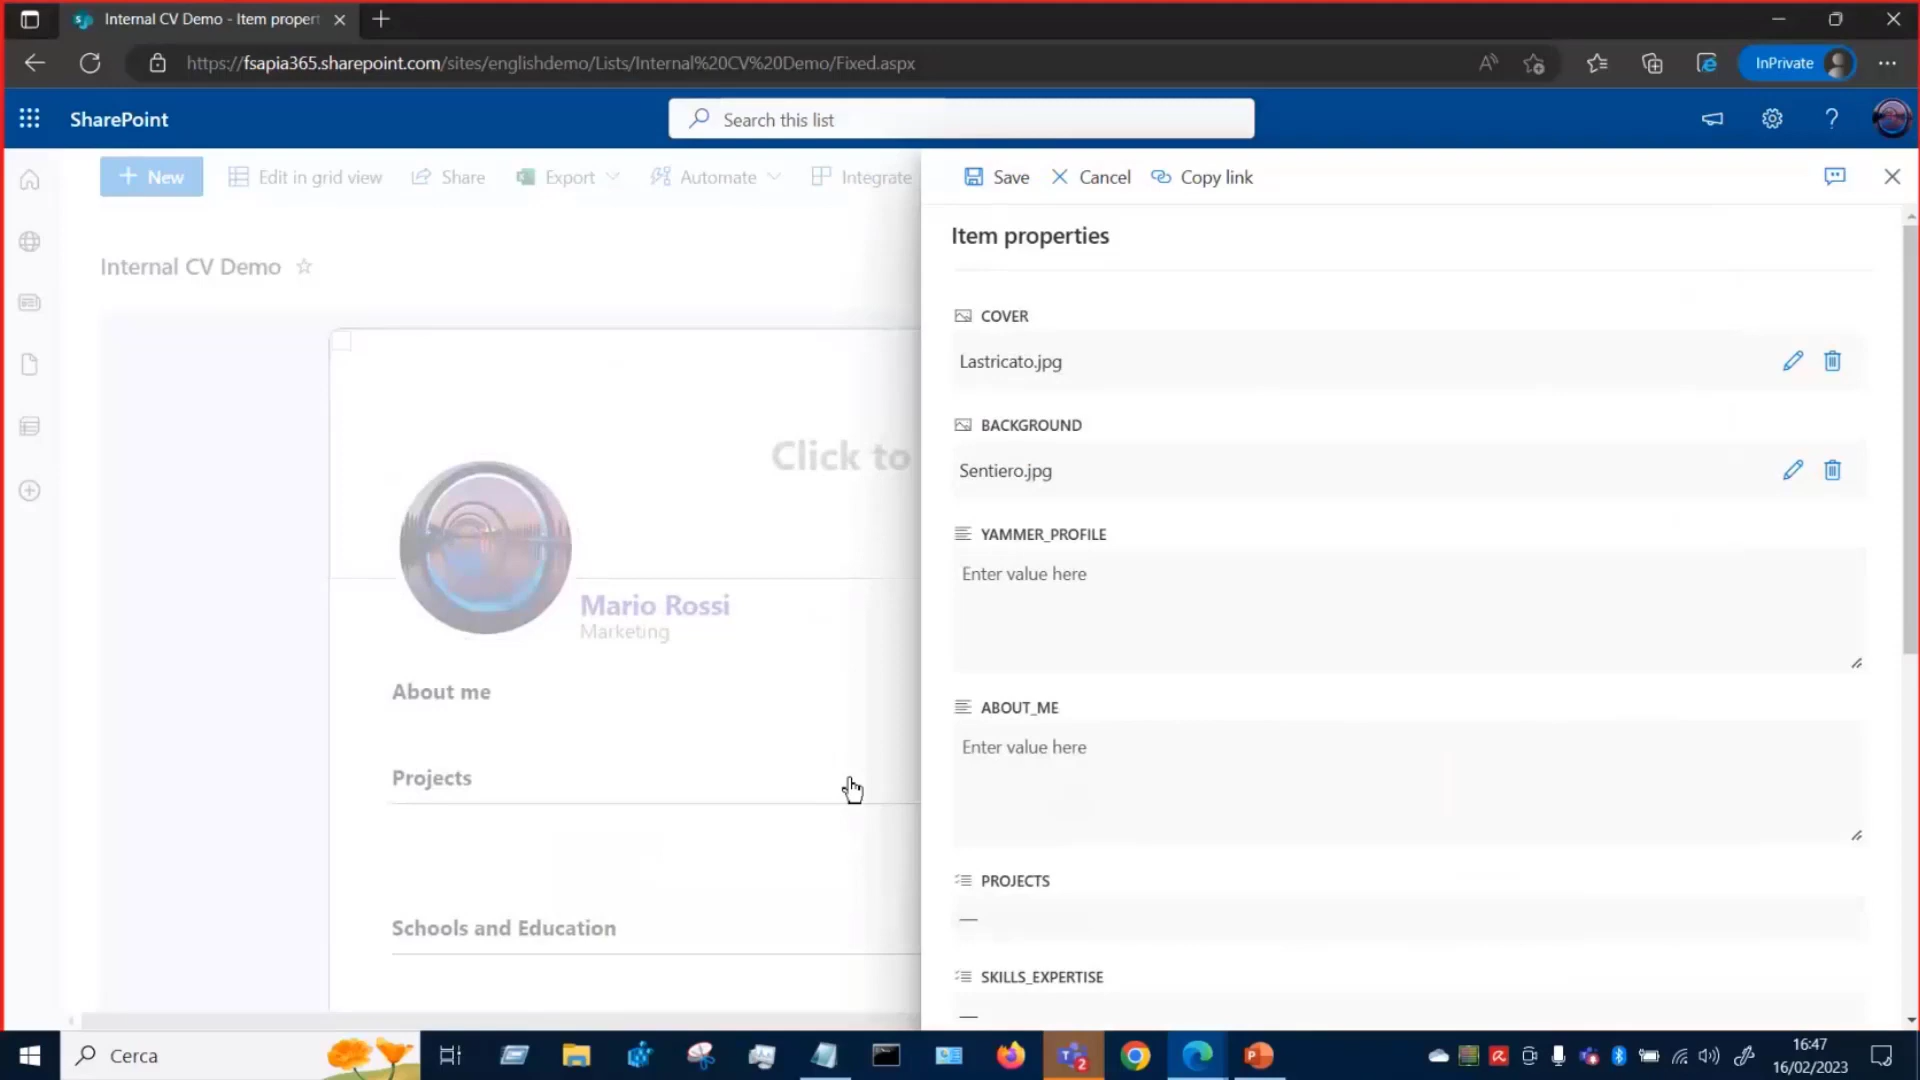 Internal CV Demo - Item propert
https://fsapia365.sharepoint.com/sites/englishdemo/Lists/Internal%20CV%20Demo/Fixed.aspx
InPrivate
SharePoint
Search this list
New
Edit in grid view
Share
Export
Automate
Integrate
Save
Cancel
Copy link
Internal CV Demo
Item properties
COVER
Lastricato.jpg
BACKGROUND
Sentiero.jpg
YAMMER_PROFILE
Enter value here
ABOUT_ME
Enter value here
PROJECTS
—
SKILLS_EXPERTISE
—
Click to
Mario Rossi
Marketing
About me
Projects
Schools and Education
Cerca
2
16:47
16/02/2023